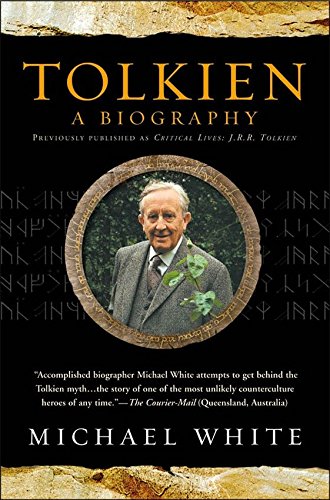 TOLKIEN
A BIOGRAPHY
PREVIOUSLY PUBLISHED AS CRITICAL LIVES: J.R.R. TOLKIEN
“Accomplished biographer Michael White attempts to get behind the
Tolkien myth…the story of one of the most unlikely counterculture
heroes of any time.”—The Courier-Mail (Queensland, Australia)
MICHAEL WHITE